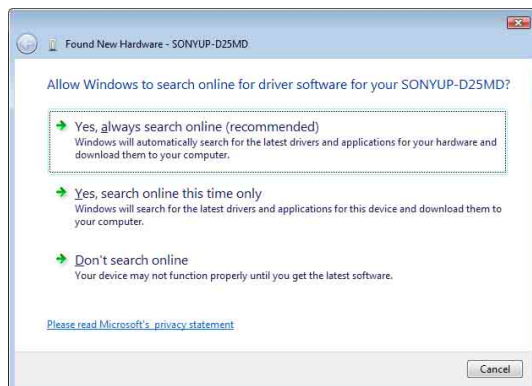 Found New Hardware - SONYUP-D25MD
Allow Windows to search online for driver software for your SONYUP-D25MD?
Yes, always search online (recommended)
Windows will automatically search for the latest drivers and applications for your hardware and
download them to your computer.
Yes, search online this time only
Windows will search for the latest drivers and applications for this device and download them to
your computer.
Don't search online
Your device may not function properly until you get the latest software.
Please read Microsoft's privacy statement
Cancel